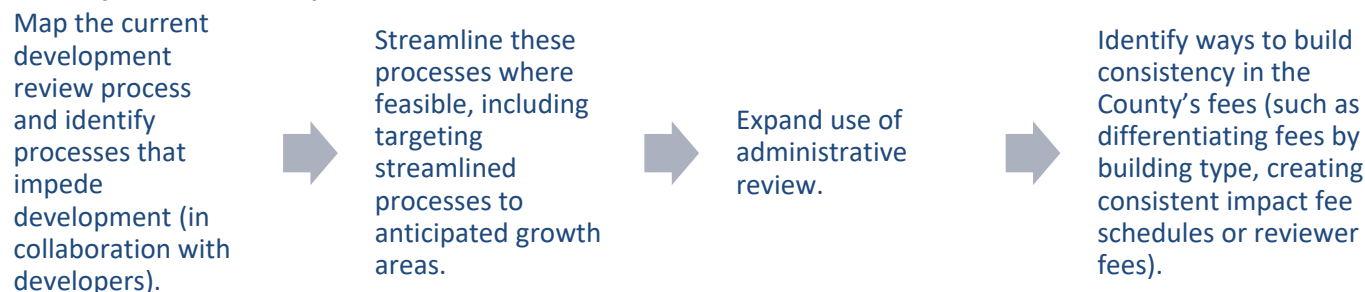 Map the current
development
review process
and identify
processes that
impede
development (in
collaboration with
developers).
Streamline these
processes where
feasible, including
targeting
streamlined
processes to
anticipated growth
areas.
Expand use of
administrative
review.
Identify ways to build
consistency in the
County’s fees (such as
differentiating fees by
building type, creating
consistent impact fee
schedules or reviewer
fees).